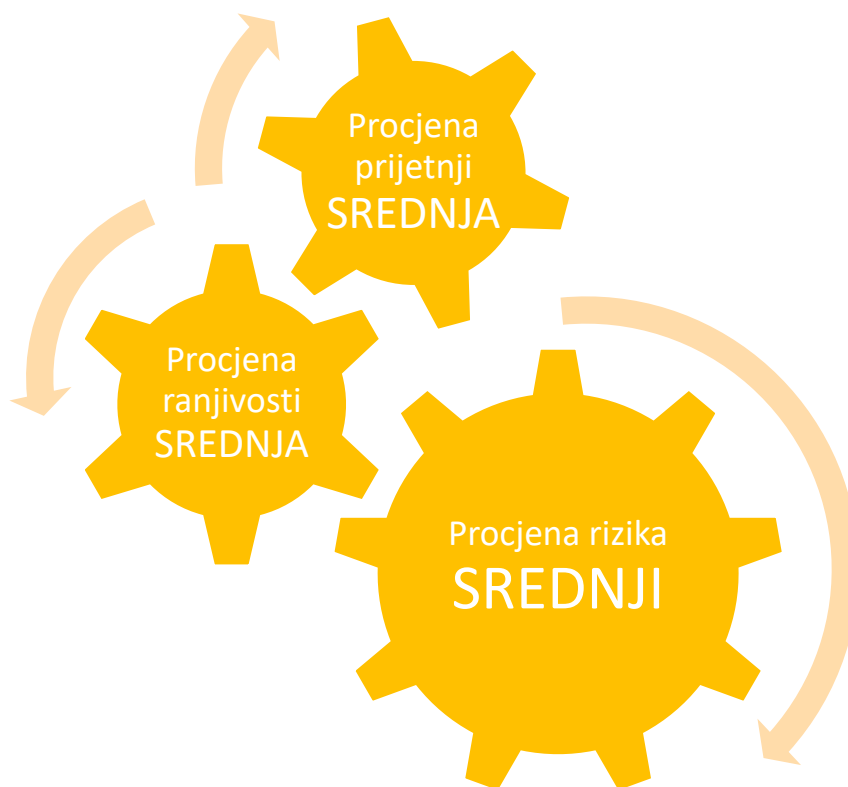 Procjena
prijetnji
SREDNJA
Procjena
ranjivosti
SREDNJA
Procjena rizika
SREDNJI